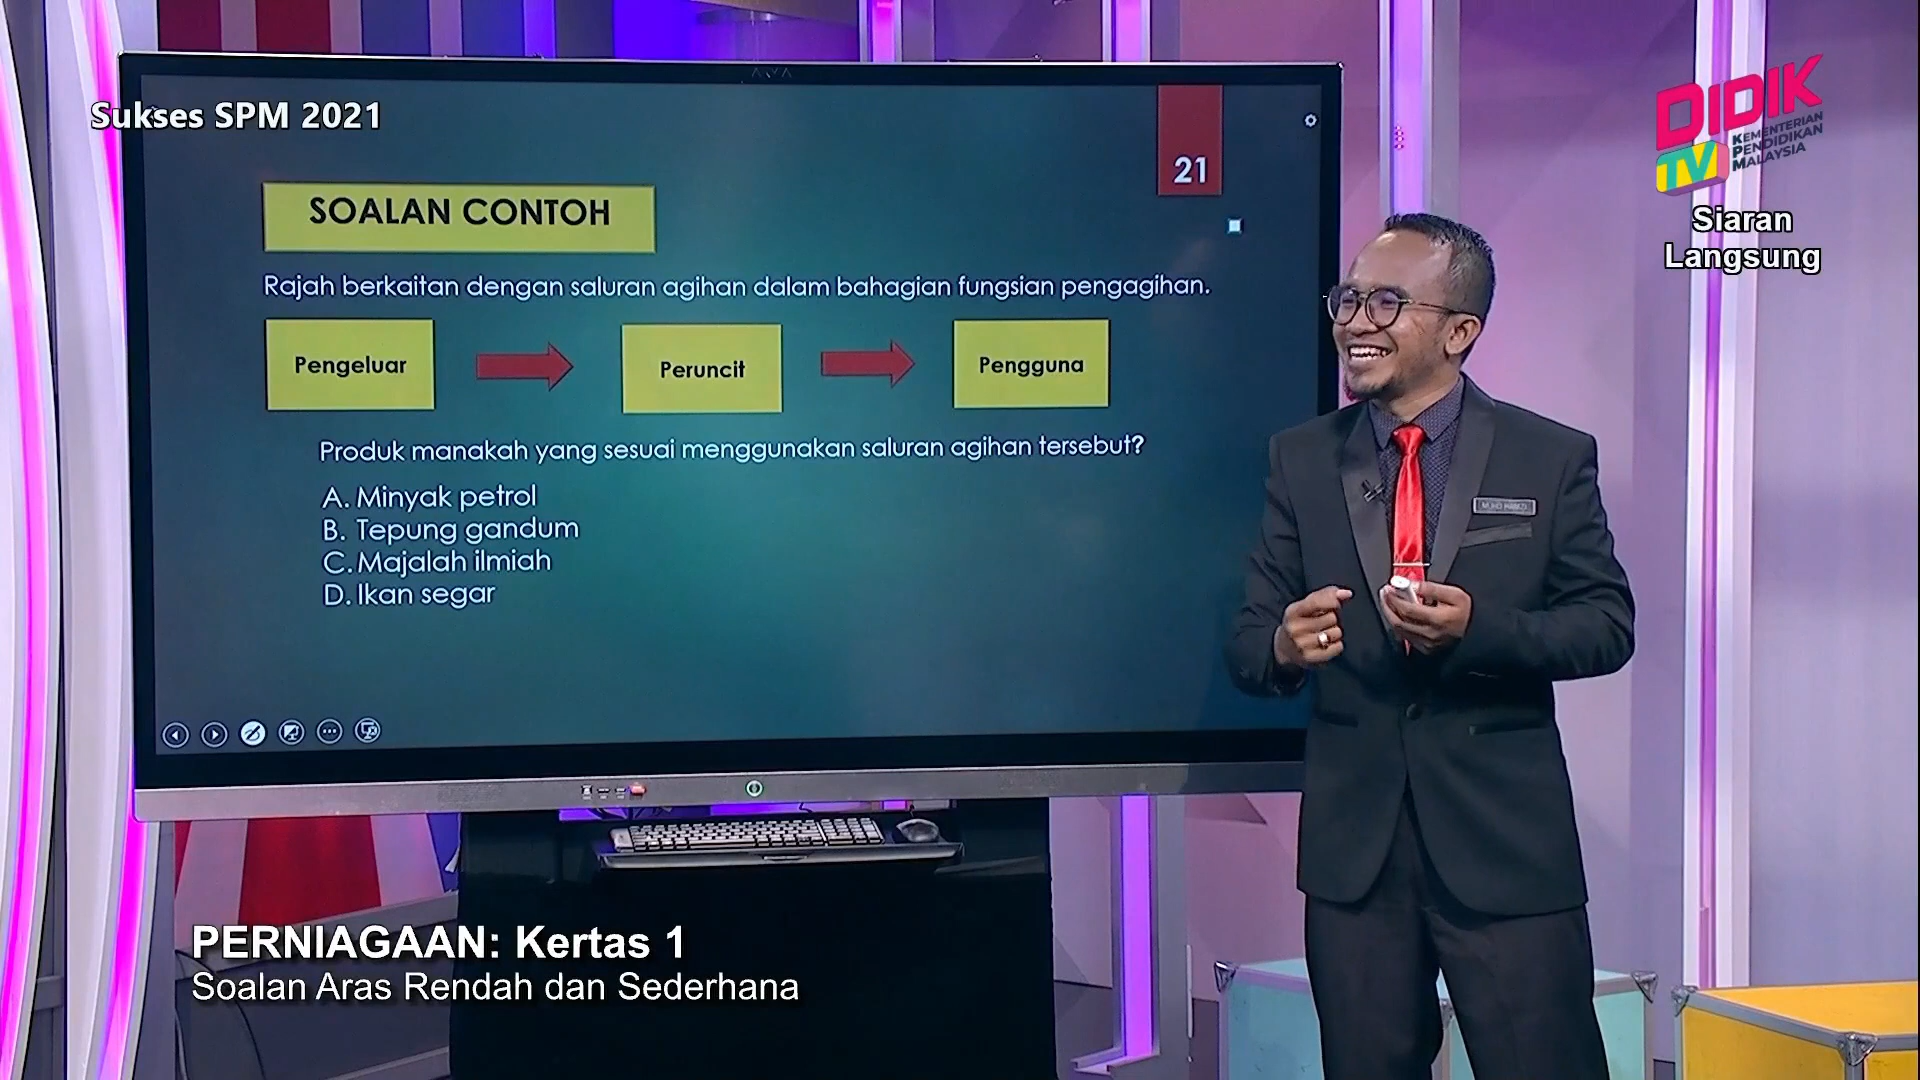 Sukses SPM 2021
21
DIDIK
TV
KEMENTERIAN
PENDIDIKAN
MALAYSIA
Siaran
Langsung
SOALAN CONTOH
Rajah berkaitan dengan saluran agihan dalam bahagian fungsian pengagihan.
Pengeluar
Peruncit
Pengguna
Produk manakah yang sesuai menggunakan saluran agihan tersebut?
A. Minyak petrol
B. Tepung gandum
C. Majalah ilmiah
D. Ikan segar
PERNIAGAAN: Kertas 1
Soalan Aras Rendah dan Sederhana